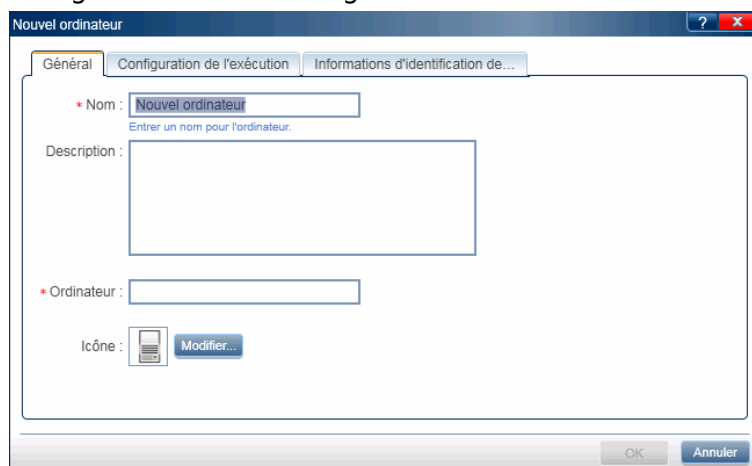 Nouvel ordinateur ? X
Général Configuration de l'exécution Informations d'identification de...
* Nom : Nouvel ordinateur
Entrer un nom pour l'ordinateur.
Description :
* Ordinateur :
Icône : Modifier...
OK Annuler